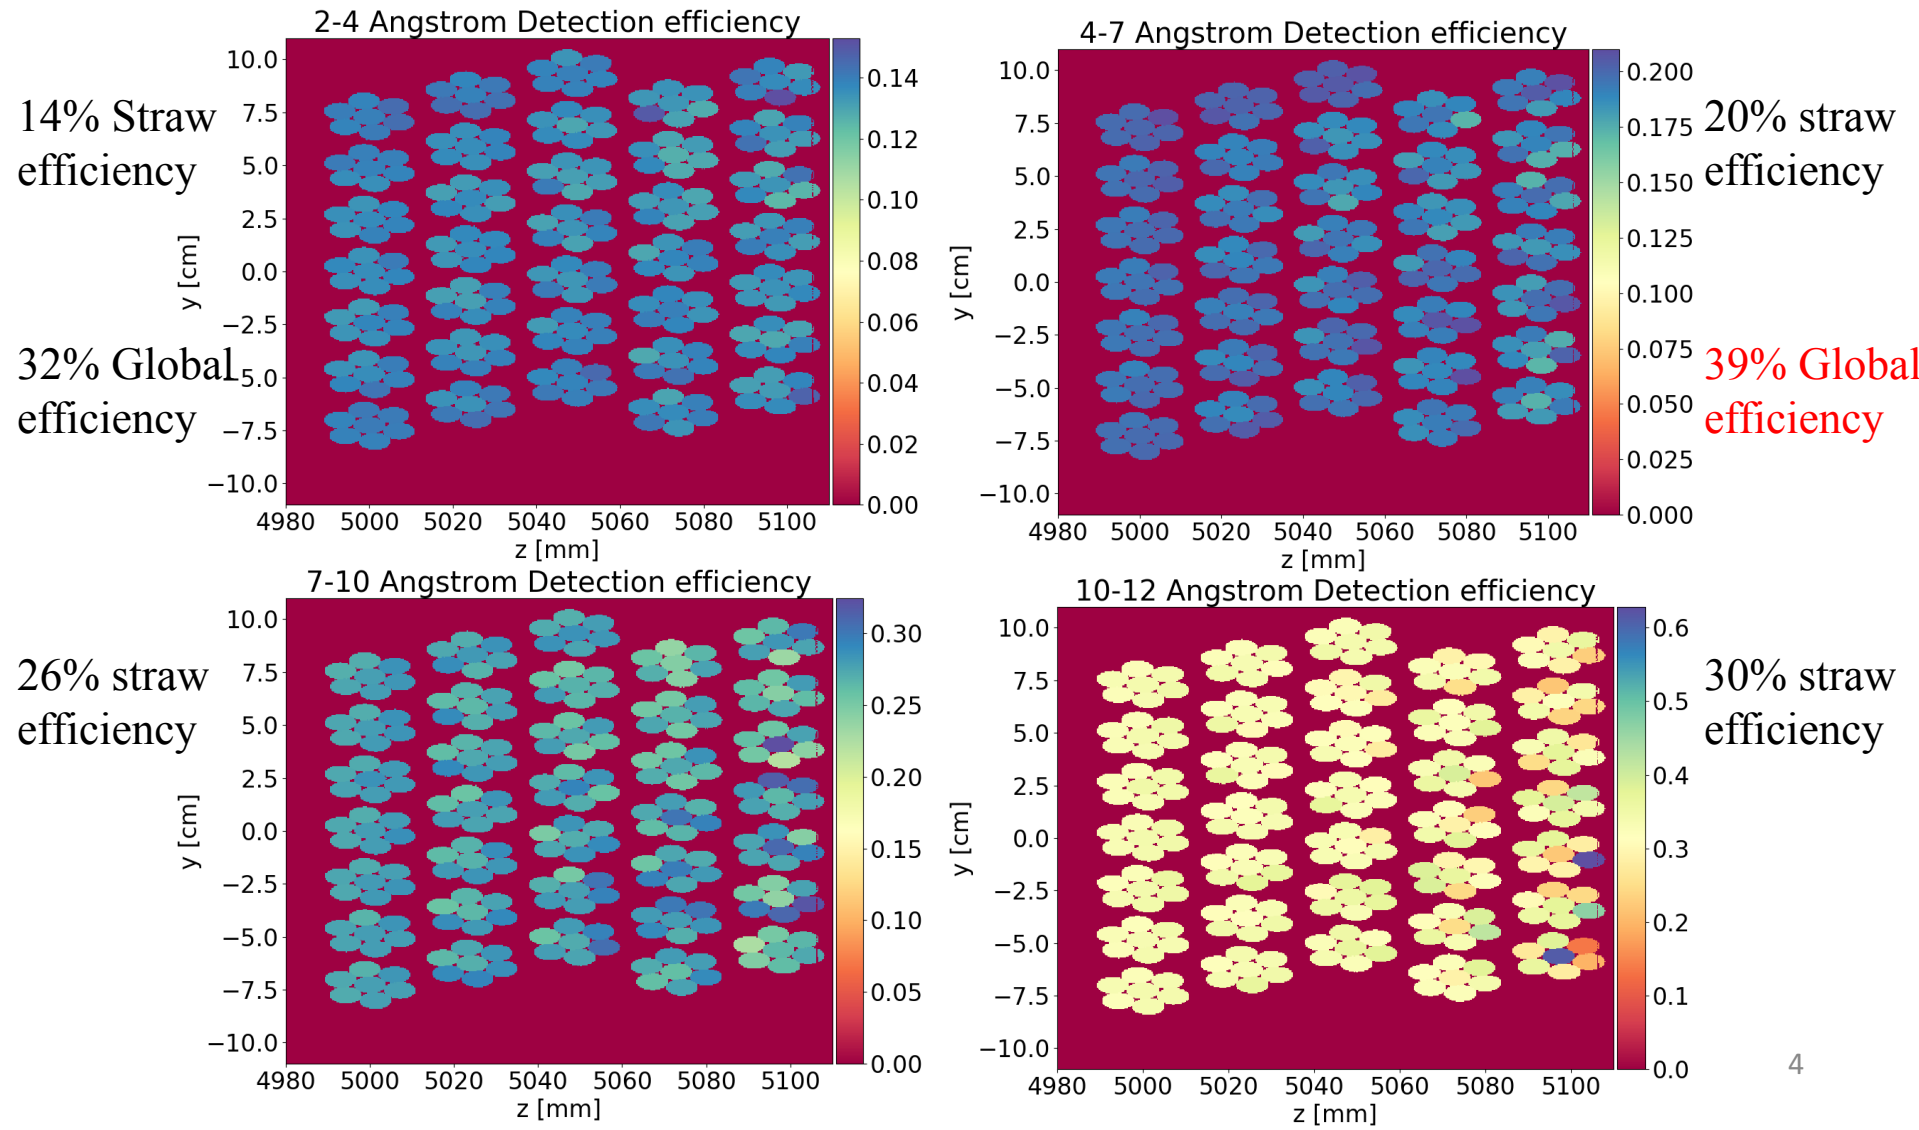 2-4 Angstrom Detection efficiency
14% Straw
efficiency
32% Global
efficiency
y [cm]
10.0
7.5
5.0
2.5
0.0
−2.5
−5.0
−7.5
−10.0
4980 5000 5020 5040 5060 5080 5100
z [mm]
0.14
0.12
0.10
0.08
0.06
0.04
0.02
0.00
4-7 Angstrom Detection efficiency
y [cm]
10.0
7.5
5.0
2.5
0.0
−2.5
−5.0
−7.5
−10.0
4980 5000 5020 5040 5060 5080 5100
z [mm]
0.200
0.175
0.150
0.125
0.100
0.075
0.050
0.025
0.000
20% straw
efficiency
39% Global
efficiency
7-10 Angstrom Detection efficiency
26% straw
efficiency
y [cm]
10.0
7.5
5.0
2.5
0.0
−2.5
−5.0
−7.5
−10.0
4980 5000 5020 5040 5060 5080 5100
z [mm]
0.30
0.25
0.20
0.15
0.10
0.05
0.00
10-12 Angstrom Detection efficiency
y [cm]
10.0
7.5
5.0
2.5
0.0
−2.5
−5.0
−7.5
−10.0
4980 5000 5020 5040 5060 5080 5100
z [mm]
0.6
0.5
0.4
0.3
0.2
0.1
0.0
30% straw
efficiency
4